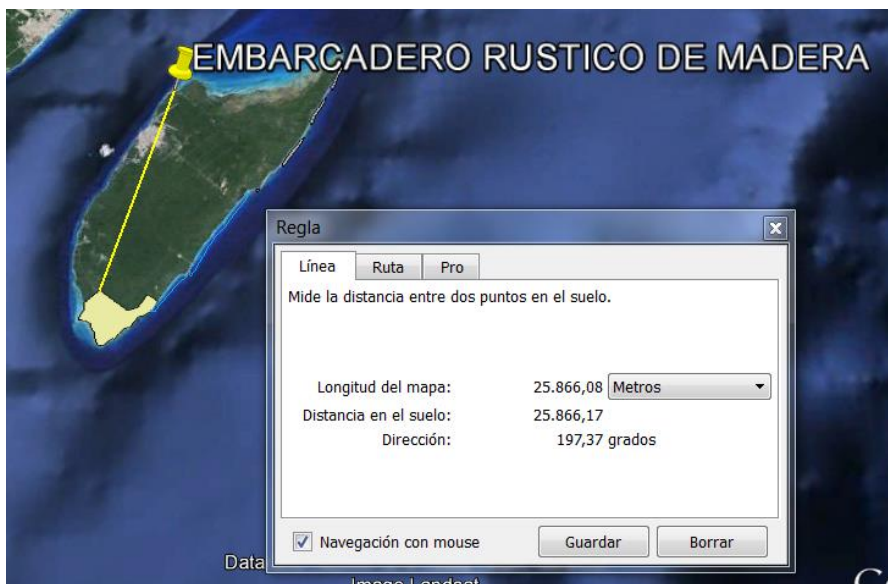 EMBARCADERO RUSTICO DE MADERA
Regla
Línea Ruta Pro
Mide la distancia entre dos puntos en el suelo.
Longitud del mapa: 25.866,08 Metros
Distancia en el suelo: 25.866,17
Dirección: 197,37 grados
Navegación con mouse Guardar Borrar
Data
Image Landsat